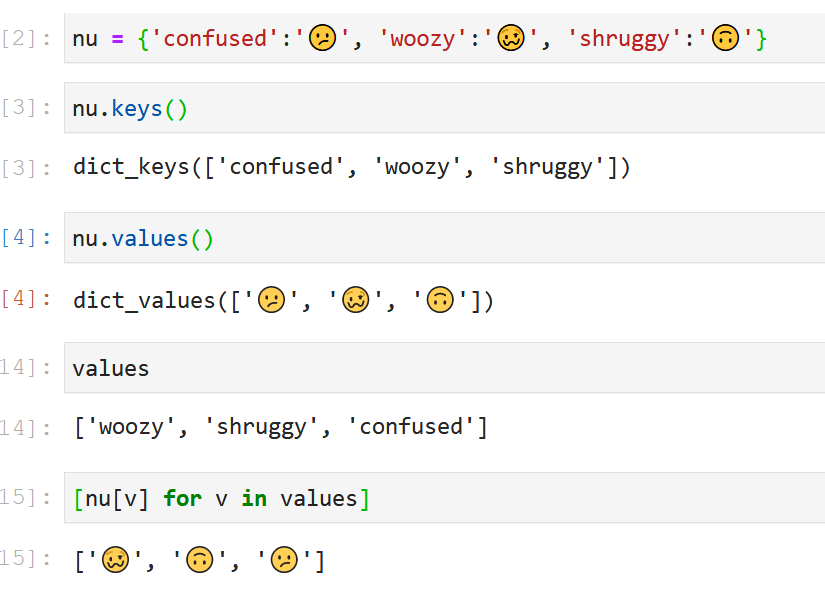 [2]: nu = {'confused':'😕', 'woozy':'🥴', 'shruggy':'🙃'}
[3]: nu.keys()
[3]: dict_keys(['confused', 'woozy', 'shruggy'])
[4]: nu.values()
[4]: dict_values(['😕', '🥴', '🙃'])
14]: values
14]: ['woozy', 'shruggy', 'confused']
15]: [nu[v] for v in values]
15]: ['🥴', '🙃', '😕']